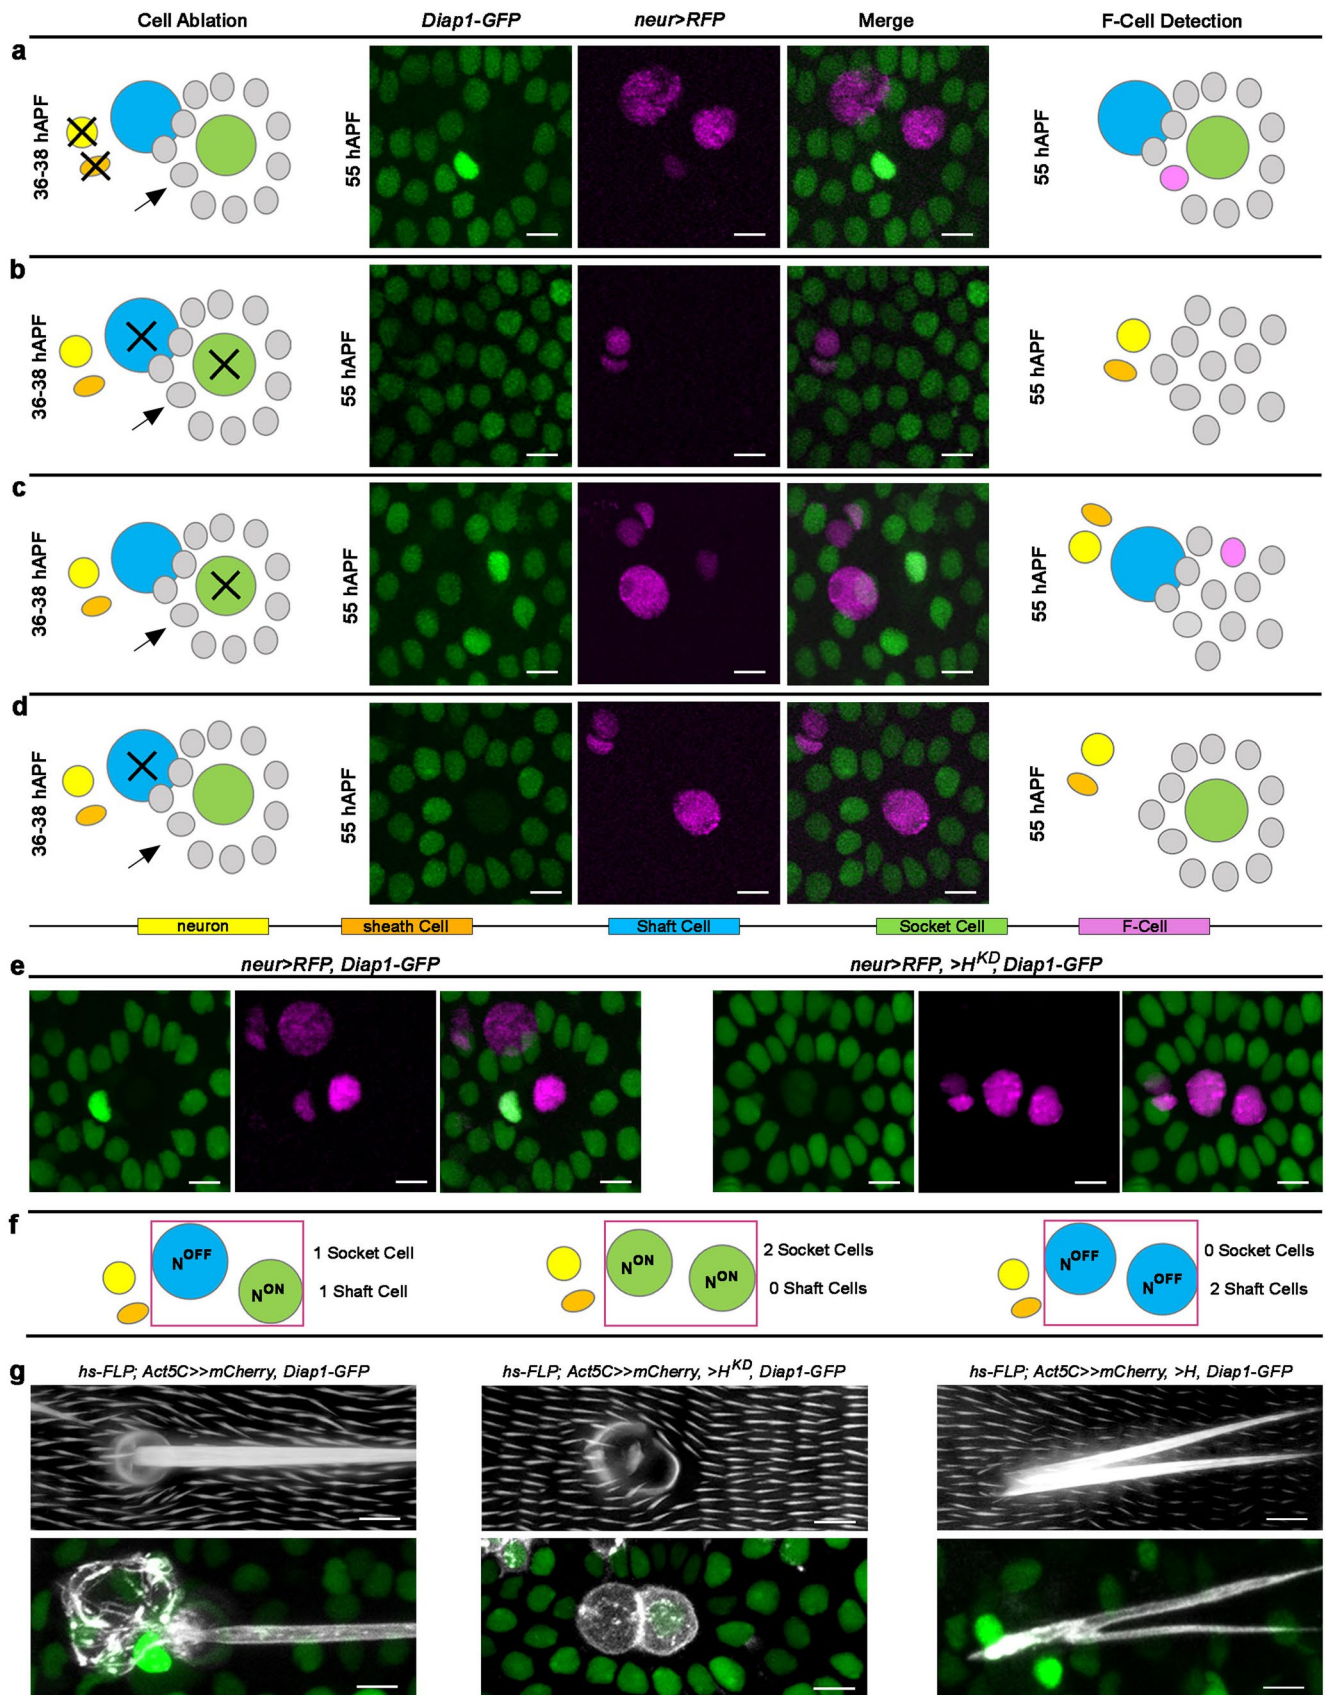 Cell Ablation Diap1-GFP neur>RFP Merge F-Cell Detection
a
36-38 hAPF
55 hAPF
55 hAPF
b
36-38 hAPF
55 hAPF
55 hAPF
c
36-38 hAPF
55 hAPF
55 hAPF
d
36-38 hAPF
55 hAPF
55 hAPF
neuron sheath Cell Shaft Cell Socket Cell F-Cell
e
neur>RFP, Diap1-GFP neur>RFP, >H^KD, Diap1-GFP
f
N^OFF
N^ON
1 Socket Cell
1 Shaft Cell
N^ON
N^ON
2 Socket Cells
0 Shaft Cells
N^OFF
N^OFF
0 Socket Cells
2 Shaft Cells
g
hs-FLP; Act5C>>mCherry, Diap1-GFP
hs-FLP; Act5C>>mCherry, >H^KD, Diap1-GFP
hs-FLP; Act5C>>mCherry, >H, Diap1-GFP